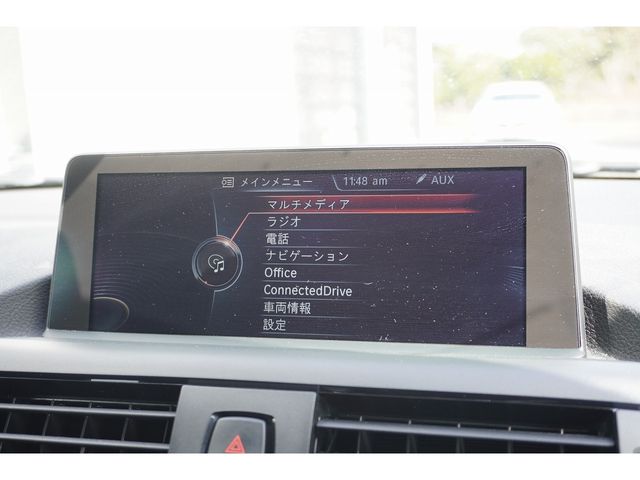 メインメニュー 11:48 am AUX
マルチメディア
ラジオ
電話
ナビゲーション
Office
ConnectedDrive
車両情報
設定